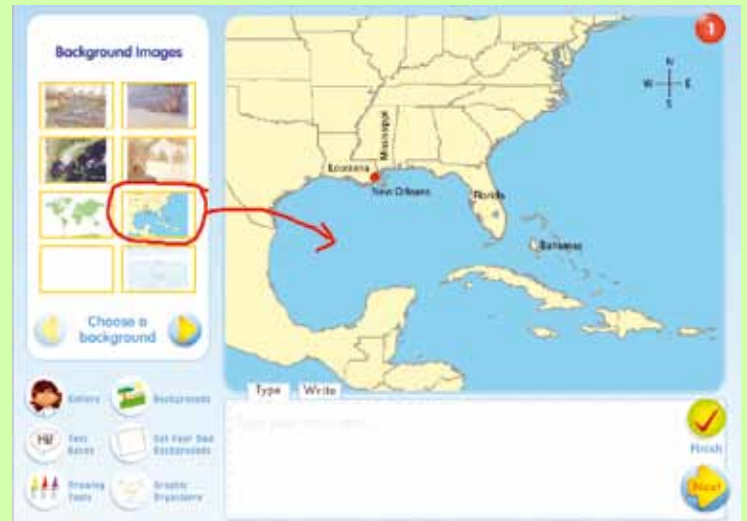 Background Images
1
N
W E
S
Mississippi
Louisiana
New Orleans
Florida
Bahamas
Choose a
background
Type Write
Backgrounds
Hi!
Text
Boxes
Get Your Own
Backgrounds
Drawing
Tools
Graphic
Organizers
Finish
Next